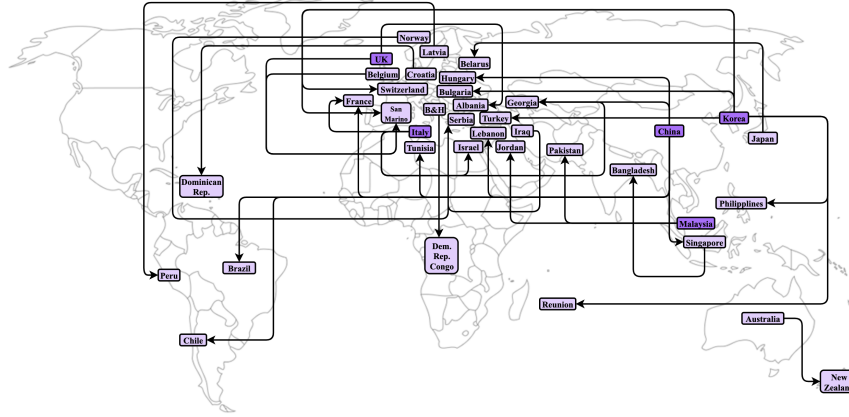 Norway
Latvia
UK
Belarus
Belgium
Croatia
Hungary
Switzerland
Bulgaria
France
Albania
Georgia
San
Marino
B&H
Serbia
Turkey
Korea
Italy
Lebanon
Iraq
China
Japan
Tunisia
Israel
Jordan
Pakistan
Bangladesh
Dominican
Rep.
Philippines
Malaysia
Singapore
Dem.
Rep.
Congo
Brazil
Peru
Reunion
Australia
Chile
New
Zealan